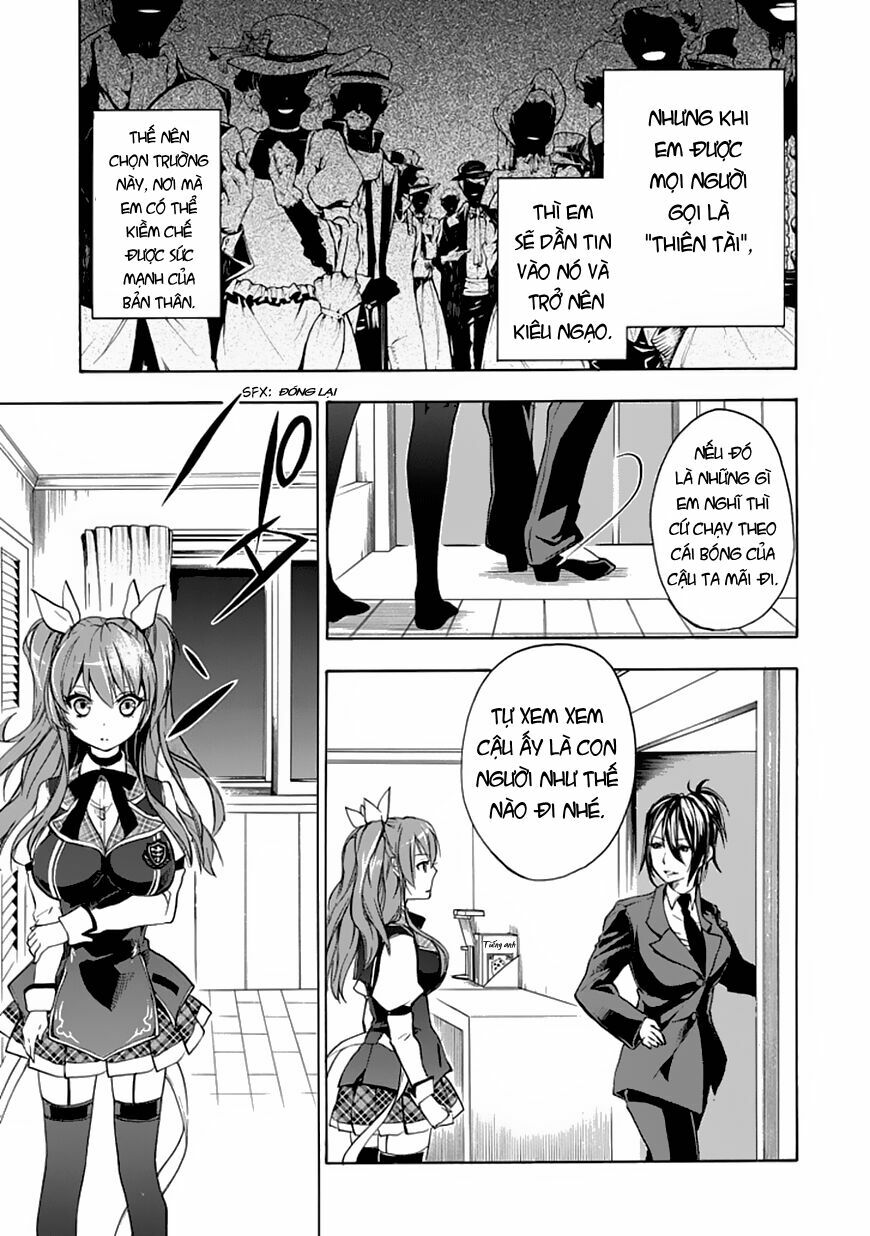 NHƯNG KHI
EM ĐƯỢC
MỌI NGƯỜI
GỌI LÀ
"THIÊN TÀI",
THÌ EM
SẼ DẦN TIN
VÀO NÓ VÀ
TRỞ NÊN
KIÊU NGẠO.
THẾ NÊN
CHỌN TRƯỜNG
NÀY, NƠI MÀ
EM CÓ THỂ
KIỀM CHẾ
ĐƯỢC SỨC
MẠNH CỦA
BẢN THÂN.
NẾU ĐÓ
LÀ NHỮNG GÌ
EM NGHĨ THÌ
CỨ CHẠY THEO
CÁI BÓNG CỦA
CẬU TA MÃI ĐI.
TỰ XEM XEM
CẬU ẤY LÀ CON
NGƯỜI NHƯ THẾ
NÀO ĐI NHÉ.
Tiếng anh
SFX: ĐÓNG LẠI